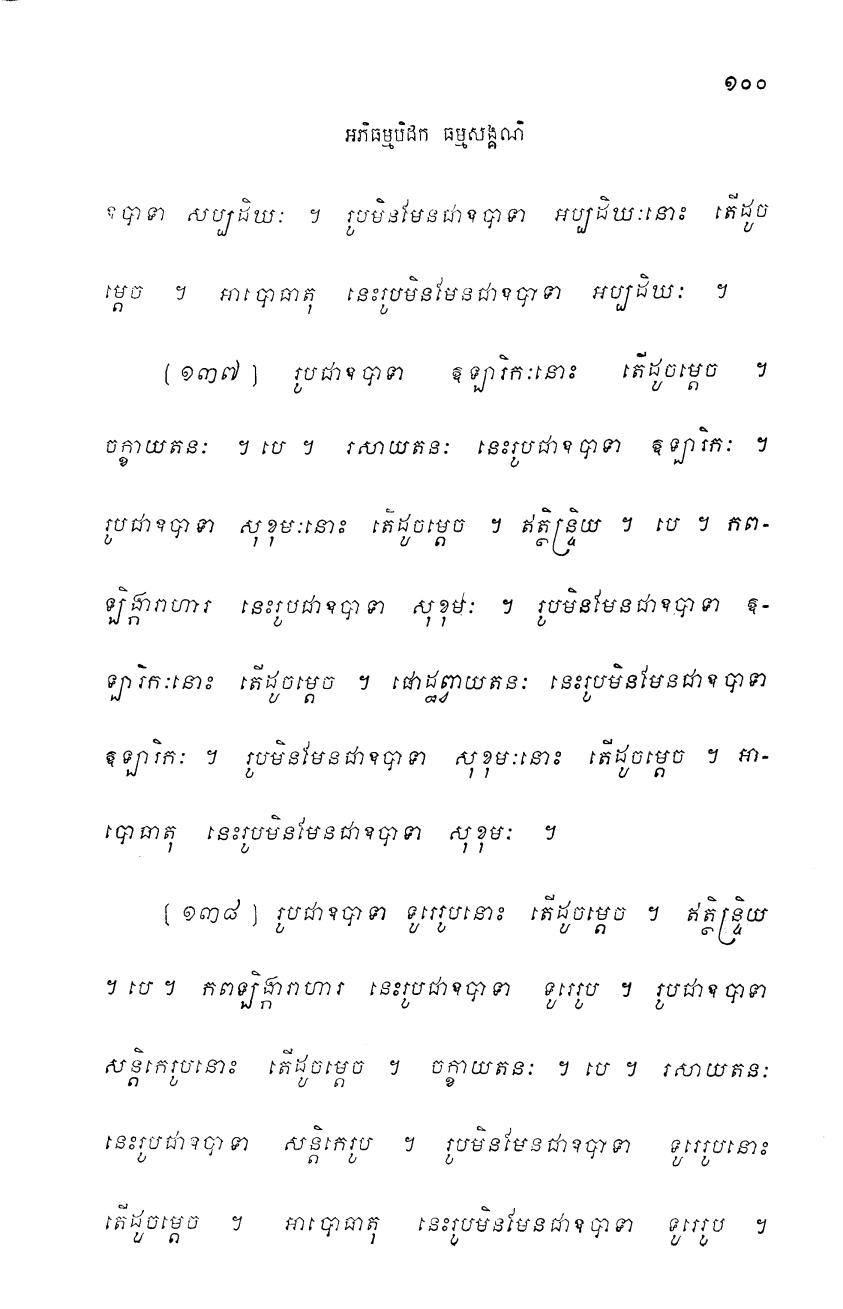 ១០០
អភិធម្មបិដក ធម្មសង្គណិ
ឧបាទា សប្បដិឃៈ ។ រូបមិនមែនជាឧបាទា អប្បដិឃៈនោះ តើដូច
ម្តេច ។ អាបោធាតុ នេះរូបមិនមែនជាឧបាទា អប្បដិឃៈ ។
[១៣៧] រូបជាឧបាទា ឱឡារិកៈនោះ តើដូចម្តេច ។
ចក្ខាយតនៈ ។ បេ ។ រសាយតនៈ នេះរូបជាឧបាទា ឱឡារិកៈ ។
រូបជាឧបាទា សុខុមៈនោះ តើដូចម្តេច ។ ឥត្ថិន្ទ្រិយ ។ បេ ។ កព-
ឡិង្ការាហារ នេះរូបជាឧបាទា សុខុមៈ ។ រូបមិនមែនជាឧបាទា ឱ-
ឡារិកៈនោះ តើដូចម្តេច ។ ផោដ្ឋព្វាយតនៈ នេះរូបមិនមែនជាឧបាទា
ឱឡារិកៈ ។ រូបមិនមែនជាឧបាទា សុខុមៈនោះ តើដូចម្តេច ។ អា-
បោធាតុ នេះរូបមិនមែនជាឧបាទា សុខុមៈ ។
[១៣៨] រូបជាឧបាទា ទូរេរូបនោះ តើដូចម្តេច ។ ឥត្ថិន្ទ្រិយ
។ បេ ។ កពឡិង្ការាហារ នេះរូបជាឧបាទា ទូរេរូប ។ រូបជាឧបាទា
សន្តិកេរូបនោះ តើដូចម្តេច ។ ចក្ខាយតនៈ ។ បេ ។ រសាយតនៈ
នេះរូបជាឧបាទា សន្តិកេរូប ។ រូបមិនមែនជាឧបាទា ទូរេរូបនោះ
តើដូចម្តេច ។ អាបោធាតុ នេះរូបមិនមែនជាឧបាទា ទូរេរូប ។